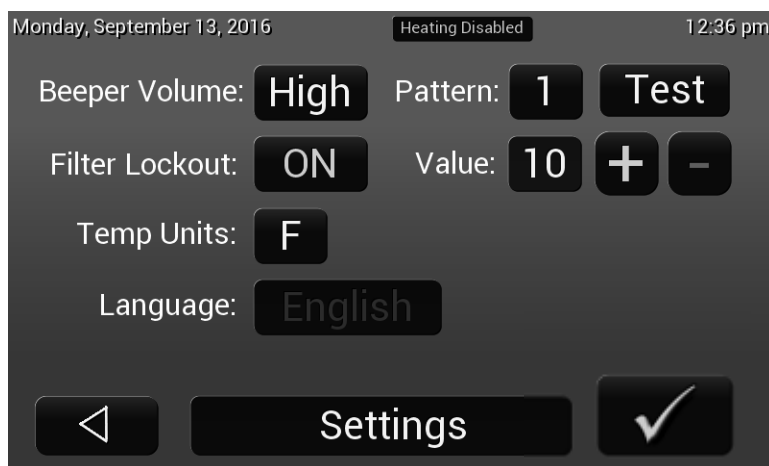 Monday, September 13, 2016 Heating Disabled 12:36 pm
Beeper Volume: High Pattern: 1 Test
Filter Lockout: ON Value: 10 + -
Temp Units: F
Language: English
Settings